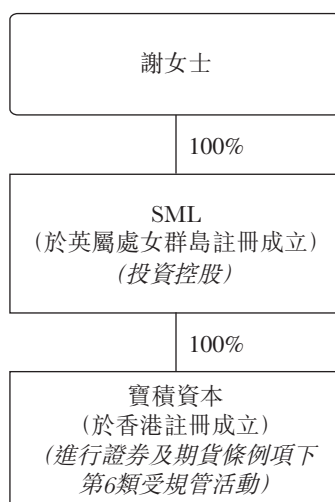 謝女士
100%
SML
(於英屬處女群島註冊成立)
(投資控股)
100%
寶積資本
(於香港註冊成立)
(進行證券及期貨條例項下
第6類受規管活動)